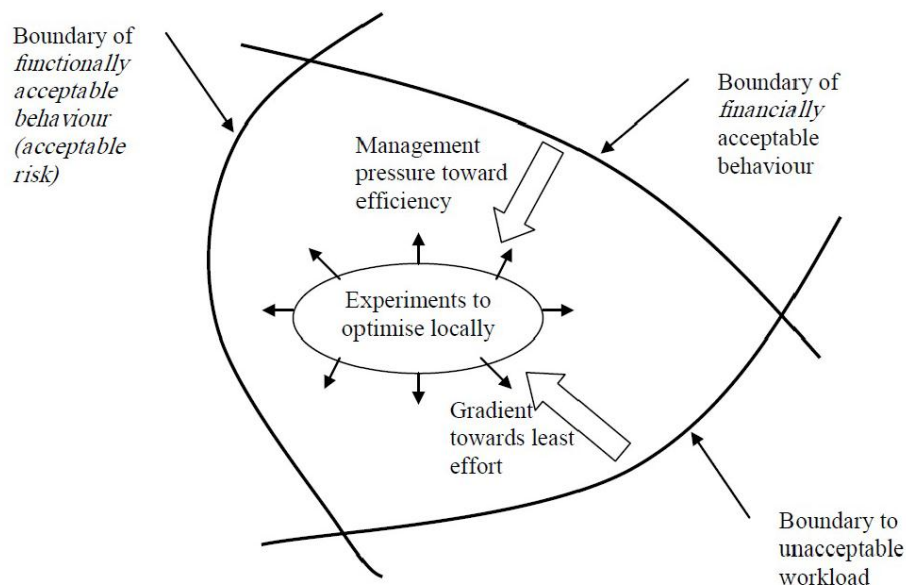 Boundary of
functionally
acceptable
behaviour
(acceptable
risk)
Boundary of
financially
acceptable
behaviour
Management
pressure toward
efficiency
Experiments to
optimise locally
Gradient
towards least
effort
Boundary to
unacceptable
workload